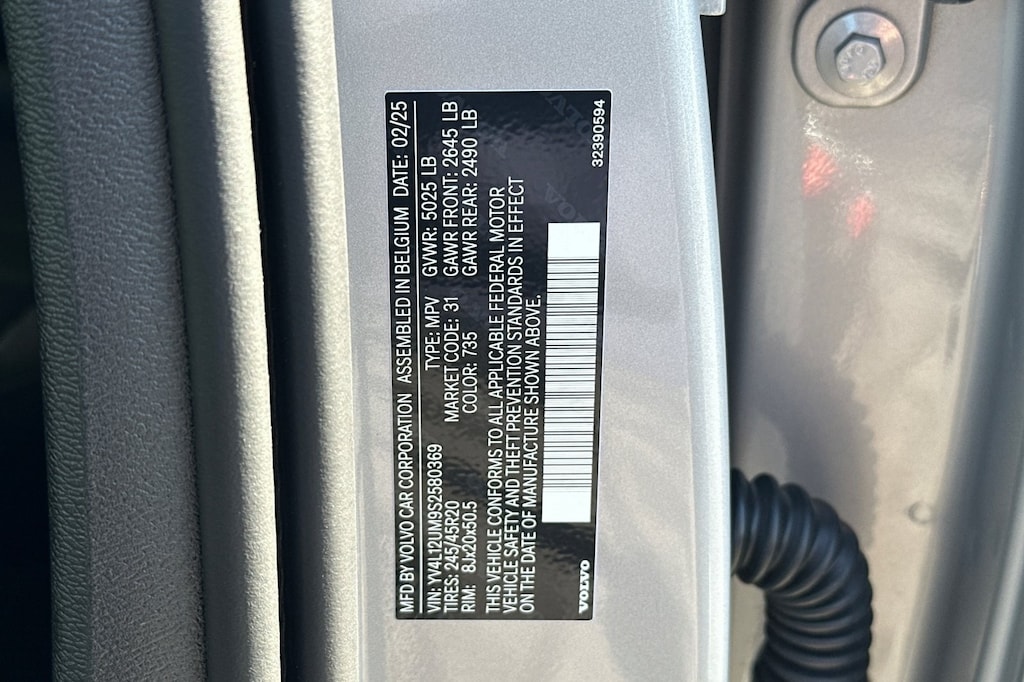 MFD BY VOLVO CAR CORPORATION ASSEMBLED IN BELGIUM DATE: 02/25
VIN: YV4L12UM9S2580369 TYPE: MPV GVWR: 5025 LB
TIRES: 245/45R20 MARKET CODE: 31 GAWR FRONT: 2645 LB
RIM: 8Jx20x50.5 COLOR: 735 GAWR REAR: 2490 LB
THIS VEHICLE CONFORMS TO ALL APPLICABLE FEDERAL MOTOR
VEHICLE SAFETY AND THEFT PREVENTION STANDARDS IN EFFECT
ON THE DATE OF MANUFACTURE SHOWN ABOVE.
VOLVO 32390594